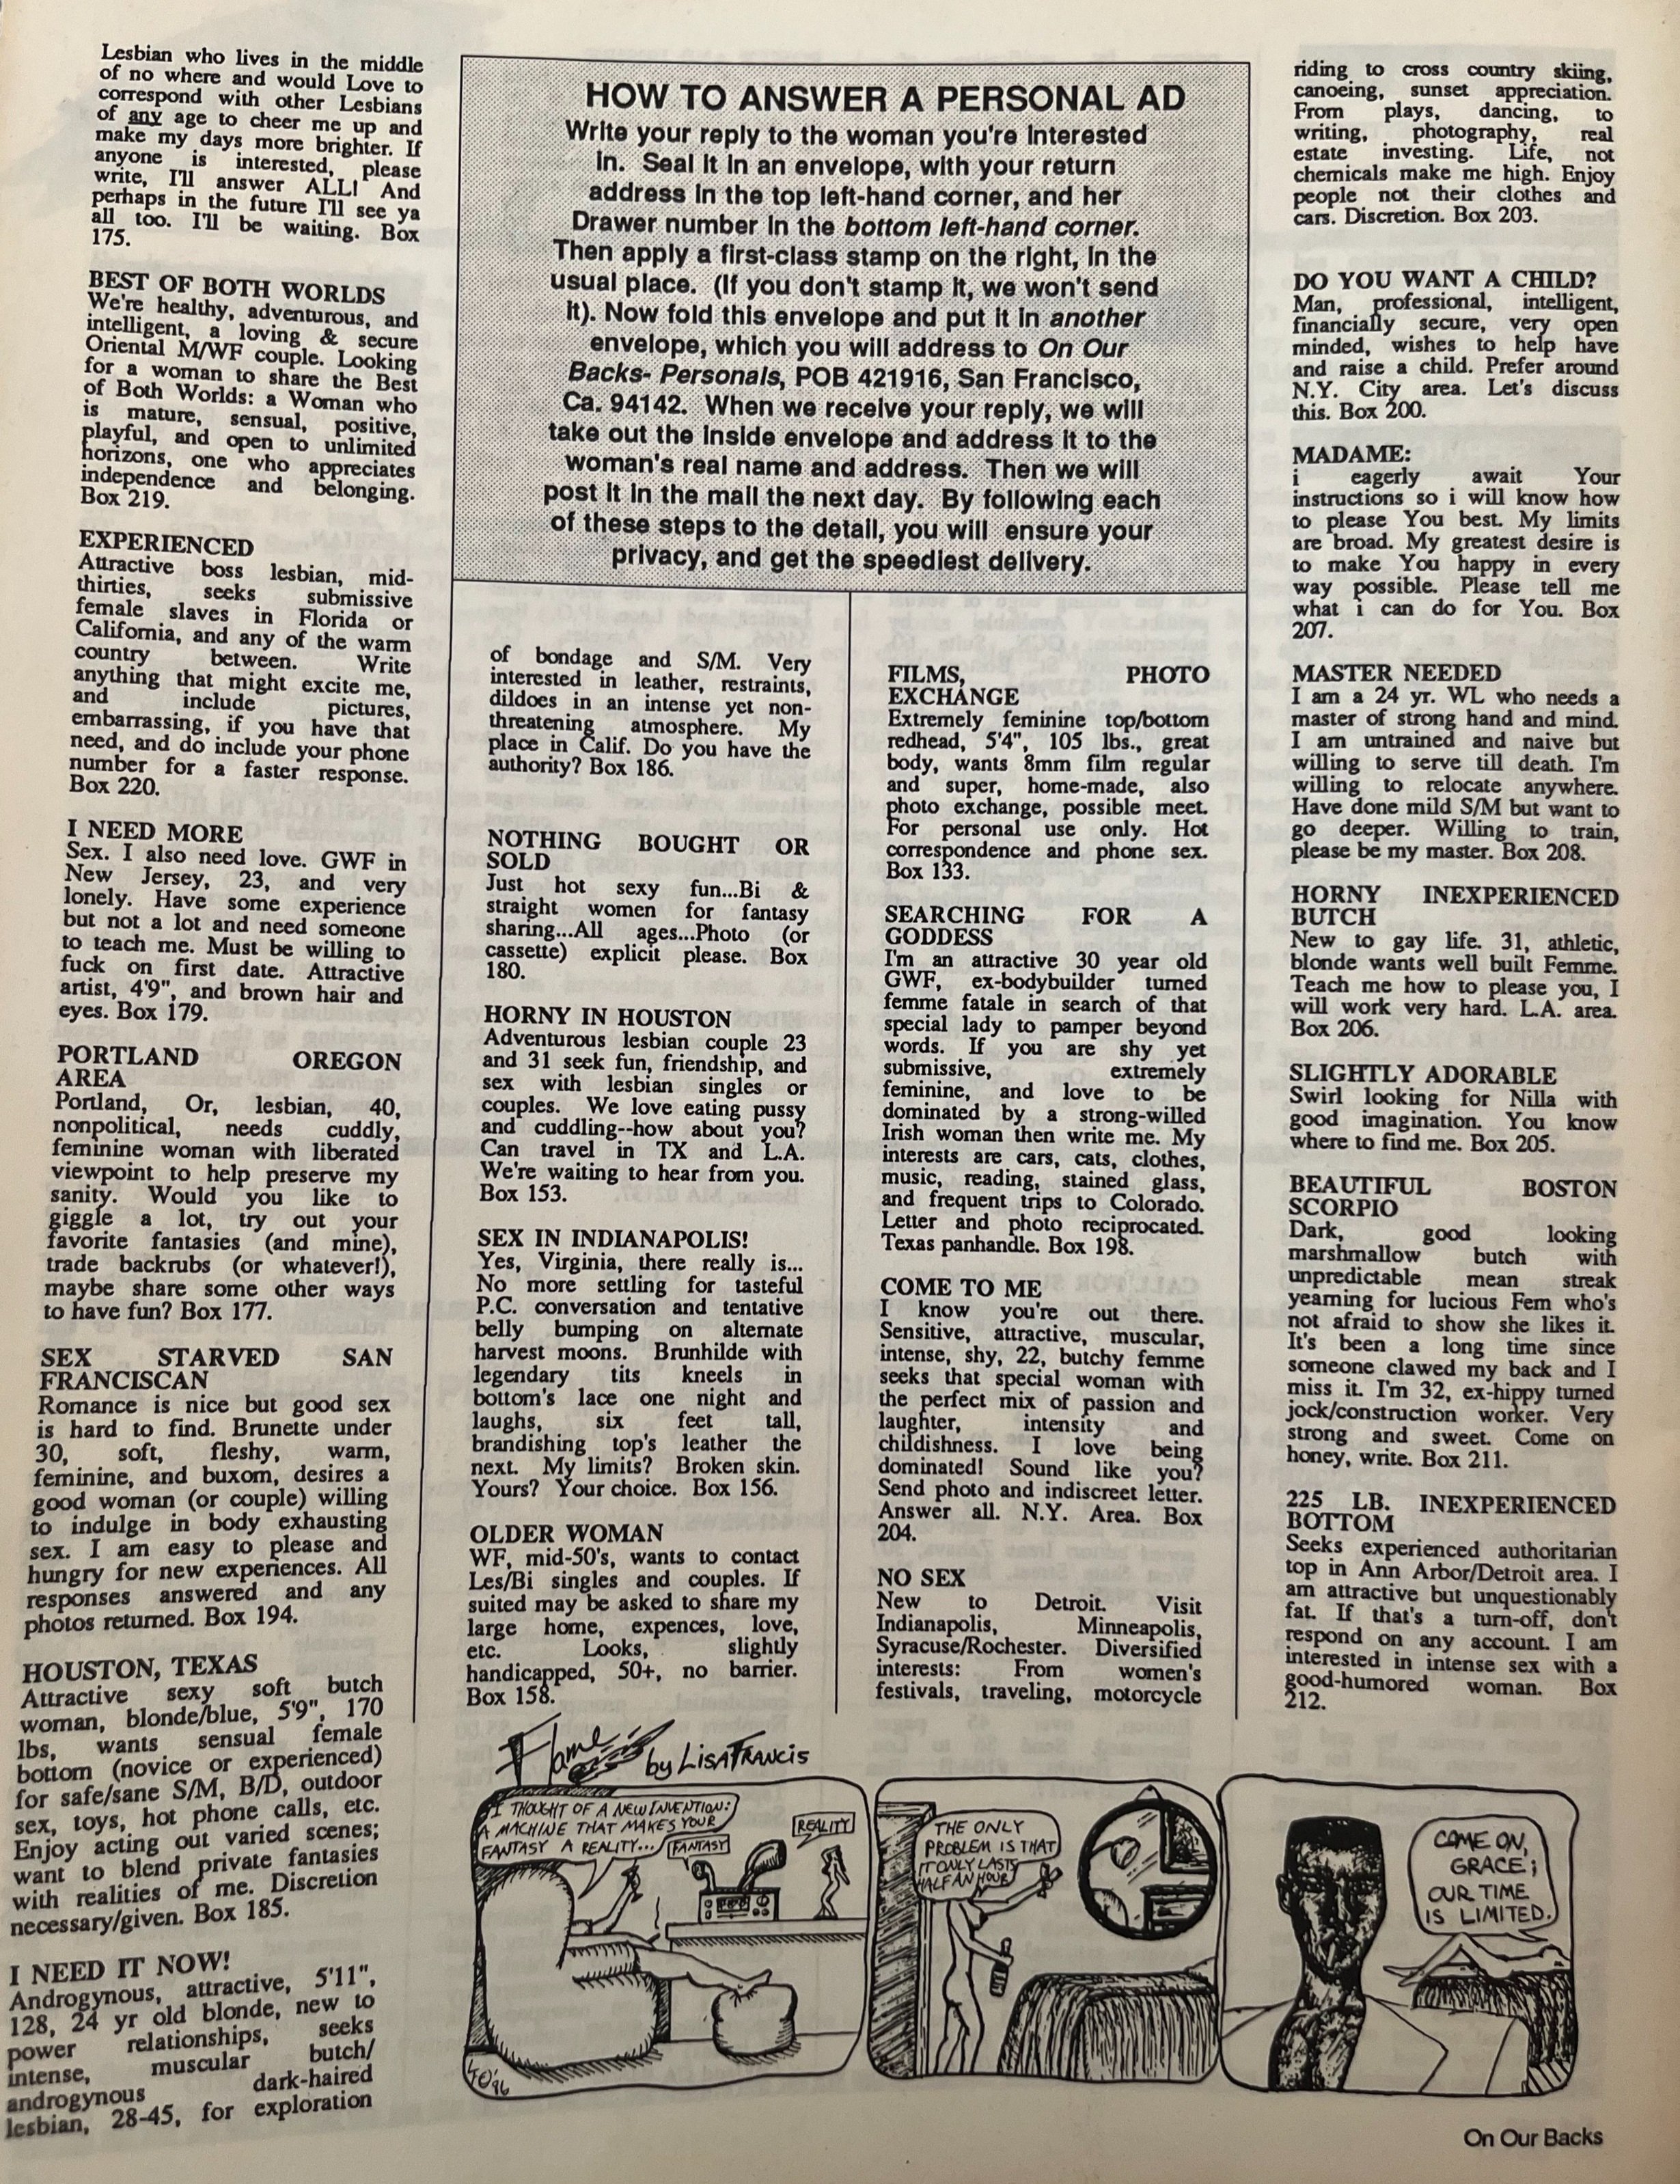 Lesbian who lives in the middle
of no where and would Love to
correspond with other Lesbians
of any age to cheer me up and
make my days more brighter. If
anyone is interested, please
write, I'll answer ALL! And
perhaps in the future I'll see ya
all too. I'll be waiting. Box
175.
BEST OF BOTH WORLDS
We're healthy, adventurous, and
intelligent, a loving & secure
Oriental M/WF couple. Looking
for a woman to share the Best
of Both Worlds: a Woman who
is mature, sensual, positive,
playful, and open to unlimited
horizons, one who appreciates
independence and belonging.
Box 219.
EXPERIENCED
Attractive boss lesbian, mid-
thirties, seeks submissive
female slaves in Florida or
California, and any of the warm
country between. Write
anything that might excite me,
and include pictures,
embarrassing, if you have that
need, and do include your phone
number for a faster response.
Box 220.
I NEED MORE
Sex. I also need love. GWF in
New Jersey, 23, and very
lonely. Have some experience
but not a lot and need someone
to teach me. Must be willing to
fuck on first date. Attractive
artist, 4'9", and brown hair and
eyes. Box 179.
PORTLAND OREGON
AREA
Portland, Or, lesbian, 40,
nonpolitical, needs cuddly,
feminine woman with liberated
viewpoint to help preserve my
sanity. Would you like to
giggle a lot, try out your
favorite fantasies (and mine),
trade backrubs (or whatever!),
maybe share some other ways
to have fun? Box 177.
SEX STARVED SAN
FRANCISCAN
Romance is nice but good sex
is hard to find. Brunette under
30, soft, fleshy, warm,
feminine, and buxom, desires a
good woman (or couple) willing
to indulge in body exhausting
sex. I am easy to please and
hungry for new experiences. All
responses answered and any
photos returned. Box 194.
HOUSTON, TEXAS
Attractive sexy soft butch
woman, blonde/blue, 5'9", 170
lbs, wants sensual female
bottom (novice or experienced)
for safe/sane S/M, B/D, outdoor
sex, toys, hot phone calls, etc.
Enjoy acting out varied scenes;
want to blend private fantasies
with realities of me. Discretion
necessary/given. Box 185.
I NEED IT NOW!
Androgynous, attractive, 5'11",
128, 24 yr old blonde, new to
power relationships, seeks
intense, muscular butch/
androgynous dark-haired
lesbian, 28-45, for exploration
HOW TO ANSWER A PERSONAL AD
Write your reply to the woman you're interested
in. Seal it in an envelope, with your return
address in the top left-hand corner, and her
Drawer number in the bottom left-hand corner.
Then apply a first-class stamp on the right, in the
usual place. (If you don't stamp it, we won't send
it). Now fold this envelope and put it in another
envelope, which you will address to On Our
Backs- Personals, POB 421916, San Francisco,
Ca. 94142. When we receive your reply, we will
take out the inside envelope and address it to the
woman's real name and address. Then we will
post it in the mail the next day. By following each
of these steps to the detail, you will ensure your
privacy, and get the speediest delivery.
of bondage and S/M. Very
interested in leather, restraints,
dildoes in an intense yet non-
threatening atmosphere. My
place in Calif. Do you have the
authority? Box 186.
NOTHING BOUGHT OR
SOLD
Just hot sexy fun...Bi &
straight women for fantasy
sharing...All ages...Photo (or
cassette) explicit please. Box
180.
HORNY IN HOUSTON
Adventurous lesbian couple 23
and 31 seek fun, friendship, and
sex with lesbian singles or
couples. We love eating pussy
and cuddling--how about you?
Can travel in TX and L.A.
We're waiting to hear from you.
Box 153.
SEX IN INDIANAPOLIS!
Yes, Virginia, there really is...
No more settling for tasteful
P.C. conversation and tentative
belly bumping on alternate
harvest moons. Brunhilde with
legendary tits kneels in
bottom's lace one night and
laughs, six feet tall,
brandishing top's leather the
next. My limits? Broken skin.
Yours? Your choice. Box 156.
OLDER WOMAN
WF, mid-50's, wants to contact
Les/Bi singles and couples. If
suited may be asked to share my
large home, expences, love,
etc. Looks, slightly
handicapped, 50+, no barrier.
Box 158.
FILMS, PHOTO
EXCHANGE
Extremely feminine top/bottom
redhead, 5'4", 105 lbs., great
body, wants 8mm film regular
and super, home-made, also
photo exchange, possible meet.
For personal use only. Hot
correspondence and phone sex.
Box 133.
SEARCHING FOR A
GODDESS
I'm an attractive 30 year old
GWF, ex-bodybuilder turned
femme fatale in search of that
special lady to pamper beyond
words. If you are shy yet
submissive, extremely
feminine, and love to be
dominated by a strong-willed
Irish woman then write me. My
interests are cars, cats, clothes,
music, reading, stained glass,
and frequent trips to Colorado.
Letter and photo reciprocated.
Texas panhandle. Box 198.
COME TO ME
I know you're out there.
Sensitive, attractive, muscular,
intense, shy, 22, butchy femme
seeks that special woman with
the perfect mix of passion and
laughter, intensity and
childishness. I love being
dominated! Sound like you?
Send photo and indiscreet letter.
Answer all. N.Y. Area. Box
204.
NO SEX
New to Detroit. Visit
Indianapolis, Minneapolis,
Syracuse/Rochester. Diversified
interests: From women's
festivals, traveling, motorcycle
riding to cross country skiing,
canoeing, sunset appreciation.
From plays, dancing, to
writing, photography, real
estate investing. Life, not
chemicals make me high. Enjoy
people not their clothes and
cars. Discretion. Box 203.
DO YOU WANT A CHILD?
Man, professional, intelligent,
financially secure, very open
minded, wishes to help have
and raise a child. Prefer around
N.Y. City area. Let's discuss
this. Box 200.
MADAME:
i eagerly await Your
instructions so i will know how
to please You best. My limits
are broad. My greatest desire is
to make You happy in every
way possible. Please tell me
what i can do for You. Box
207.
MASTER NEEDED
I am a 24 yr. WL who needs a
master of strong hand and mind.
I am untrained and naive but
willing to serve till death. I'm
willing to relocate anywhere.
Have done mild S/M but want to
go deeper. Willing to train,
please be my master. Box 208.
HORNY INEXPERIENCED
BUTCH
New to gay life. 31, athletic,
blonde wants well built Femme.
Teach me how to please you, I
will work very hard. L.A. area.
Box 206.
SLIGHTLY ADORABLE
Swirl looking for Nilla with
good imagination. You know
where to find me. Box 205.
BEAUTIFUL BOSTON
SCORPIO
Dark, good looking
marshmallow butch with
unpredictable mean streak
yearning for lucious Fem who's
not afraid to show she likes it.
It's been a long time since
someone clawed my back and I
miss it. I'm 32, ex-hippy turned
jock/construction worker. Very
strong and sweet. Come on
honey, write. Box 211.
225 LB. INEXPERIENCED
BOTTOM
Seeks experienced authoritarian
top in Ann Arbor/Detroit area. I
am attractive but unquestionably
fat. If that's a turn-off, don't
respond on any account. I am
interested in intense sex with a
good-humored woman. Box
212.
Flame by LISA FRANCIS
I THOUGHT OF A NEW INVENTION:
A MACHINE THAT MAKES YOUR
FANTASY A REALITY...
FANTASY
REALITY
THE ONLY
PROBLEM IS THAT
IT ONLY LASTS
HALF AN HOUR
COME ON,
GRACE;
OUR TIME
IS LIMITED.
On Our Backs